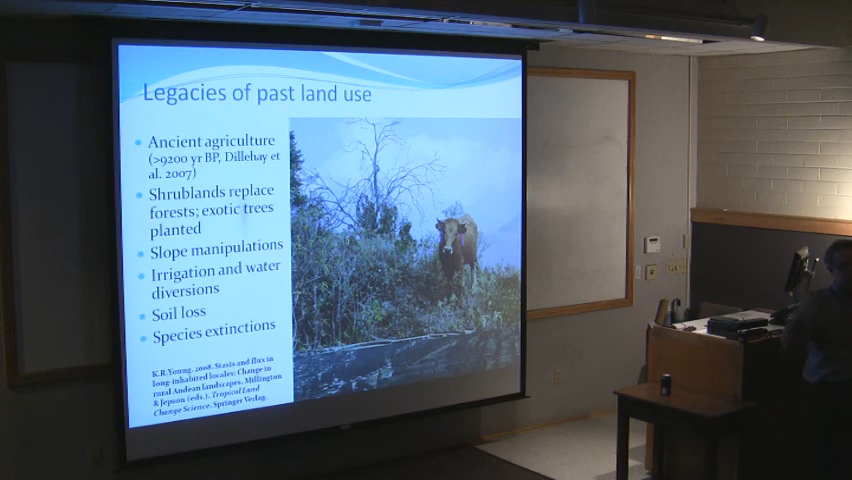 Legacies of past land use
Ancient agriculture
(>9200 yr BP, Dillehay et
al. 2007)
Shrublands replace
forests; exotic trees
planted
Slope manipulations
Irrigation and water
diversions
Soil loss
Species extinctions
K.R.Young, 2008. Stasis and flux in
long-inhabited locales: Change in
rural Andean landscapes. Millington
& Jepson (eds.), Tropical Land
Change Science. Springer Verlag.